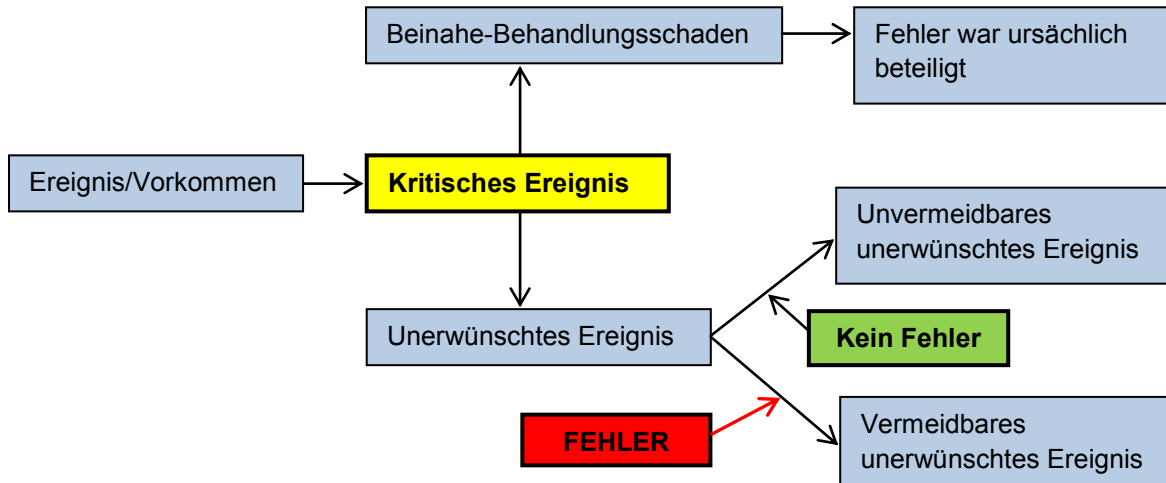 Beinahe-Behandlungsschaden
Fehler war ursächlich
beteiligt
Ereignis/Vorkommen
Kritisches Ereignis
Unvermeidbares
unerwünschtes Ereignis
Unerwünschtes Ereignis
Kein Fehler
FEHLER
Vermeidbares
unerwünschtes Ereignis